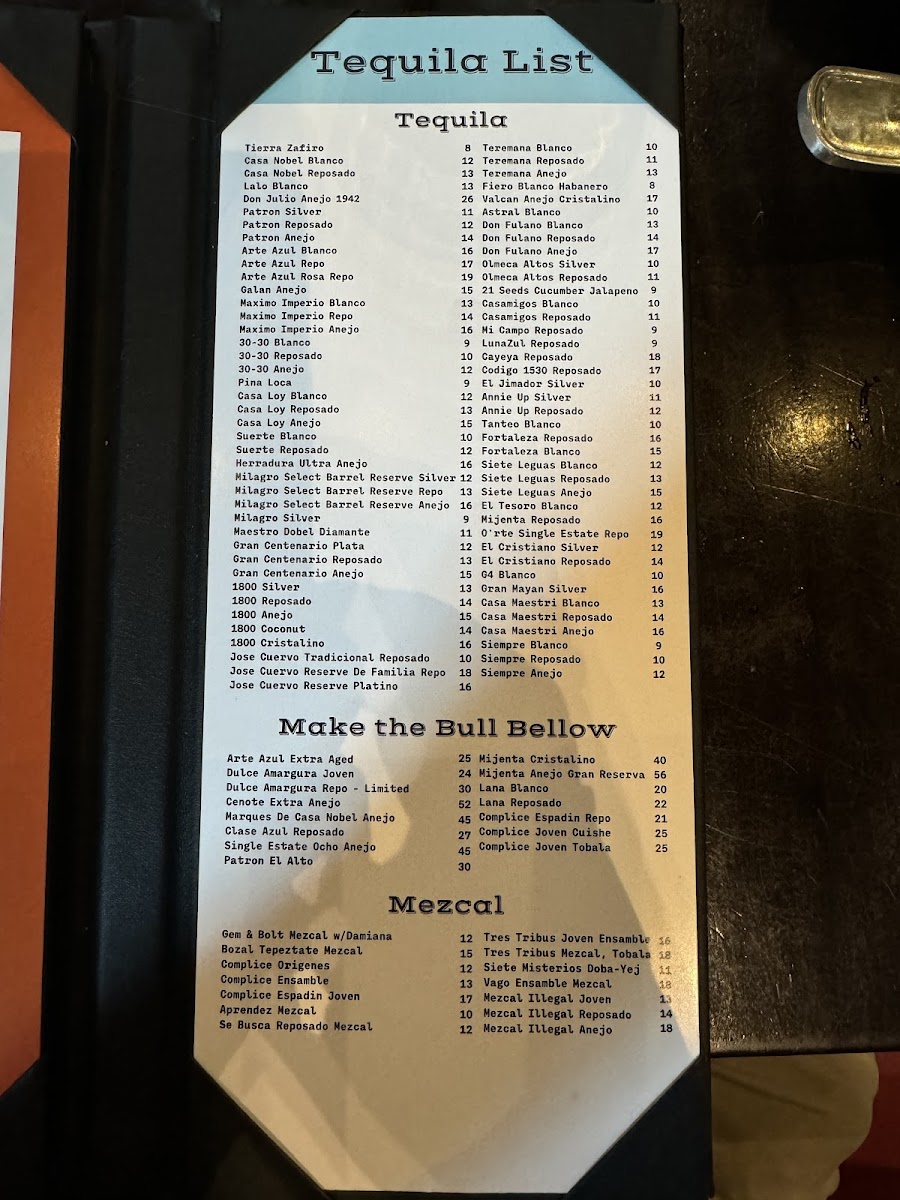 Tequila List
Tequila
Tierra Zafiro 8
Casa Nobel Blanco 12
Casa Nobel Reposado 13
Lalo Blanco 13
Don Julio Anejo 1942 26
Patron Silver 11
Patron Reposado 12
Patron Anejo 14
Arte Azul Blanco 16
Arte Azul Repo 17
Arte Azul Rosa Repo 19
Galan Anejo 15
Maximo Imperio Blanco 13
Maximo Imperio Repo 14
Maximo Imperio Anejo 16
30-30 Blanco 9
30-30 Reposado 10
30-30 Anejo 12
Pina Loca 9
Casa Loy Blanco 12
Casa Loy Reposado 13
Casa Loy Anejo 15
Suerte Blanco 10
Suerte Reposado 12
Herradura Ultra Anejo 16
Milagro Select Barrel Reserve Silver 12
Milagro Select Barrel Reserve Repo 13
Milagro Select Barrel Reserve Anejo 16
Milagro Silver 9
Maestro Dobel Diamante 11
Gran Centenario Plata 12
Gran Centenario Reposado 13
Gran Centenario Anejo 15
1800 Silver 13
1800 Reposado 14
1800 Anejo 15
1800 Coconut 14
1800 Cristalino 16
Jose Cuervo Tradicional Reposado 10
Jose Cuervo Reserve De Familia Repo 18
Jose Cuervo Reserve Platino 16
Teremana Blanco 10
Teremana Reposado 11
Teremana Anejo 13
Fiero Blanco Habanero 8
Valcan Anejo Cristalino 17
Astral Blanco 10
Don Fulano Blanco 13
Don Fulano Reposado 14
Don Fulano Anejo 17
Olmeca Altos Silver 10
Olmeca Altos Reposado 11
21 Seeds Cucumber Jalapeno 9
Casamigos Blanco 10
Casamigos Reposado 11
Mi Campo Reposado 9
LunaZul Reposado 9
Cayeya Reposado 18
Codigo 1530 Reposado 17
El Jimador Silver 10
Annie Up Silver 11
Annie Up Reposado 12
Tanteo Blanco 10
Fortaleza Reposado 16
Fortaleza Blanco 15
Siete Leguas Blanco 12
Siete Leguas Reposado 13
Siete Leguas Anejo 15
El Tesoro Blanco 12
Mijenta Reposado 16
O'rte Single Estate Repo 19
El Cristiano Silver 12
El Cristiano Reposado 14
G4 Blanco 10
Gran Mayan Silver 16
Casa Maestri Blanco 13
Casa Maestri Reposado 14
Casa Maestri Anejo 16
Siempre Blanco 9
Siempre Reposado 10
Siempre Anejo 12
Make the Bull Bellow
Arte Azul Extra Aged 25
Dulce Amargura Joven 24
Dulce Amargura Repo - Limited 30
Cenote Extra Anejo 52
Marques De Casa Nobel Anejo 45
Clase Azul Reposado 27
Single Estate Ocho Anejo 45
Patron El Alto 30
Mijenta Cristalino 40
Mijenta Anejo Gran Reserva 56
Lana Blanco 20
Lana Reposado 22
Complice Espadin Repo 21
Complice Joven Cuishe 25
Complice Joven Tobala 25
Mezcal
Gem & Bolt Mezcal w/Damiana 12
Bozal Tepeztate Mezcal 15
Complice Origenes 12
Complice Ensamble 13
Complice Espadin Joven 17
Aprendez Mezcal 10
Se Busca Reposado Mezcal 12
Tres Tribus Joven Ensamble 16
Tres Tribus Mezcal, Tobala 18
Siete Misterios Doba-Yej 11
Vago Ensamble Mezcal 18
Mezcal Illegal Joven 13
Mezcal Illegal Reposado 14
Mezcal Illegal Anejo 18